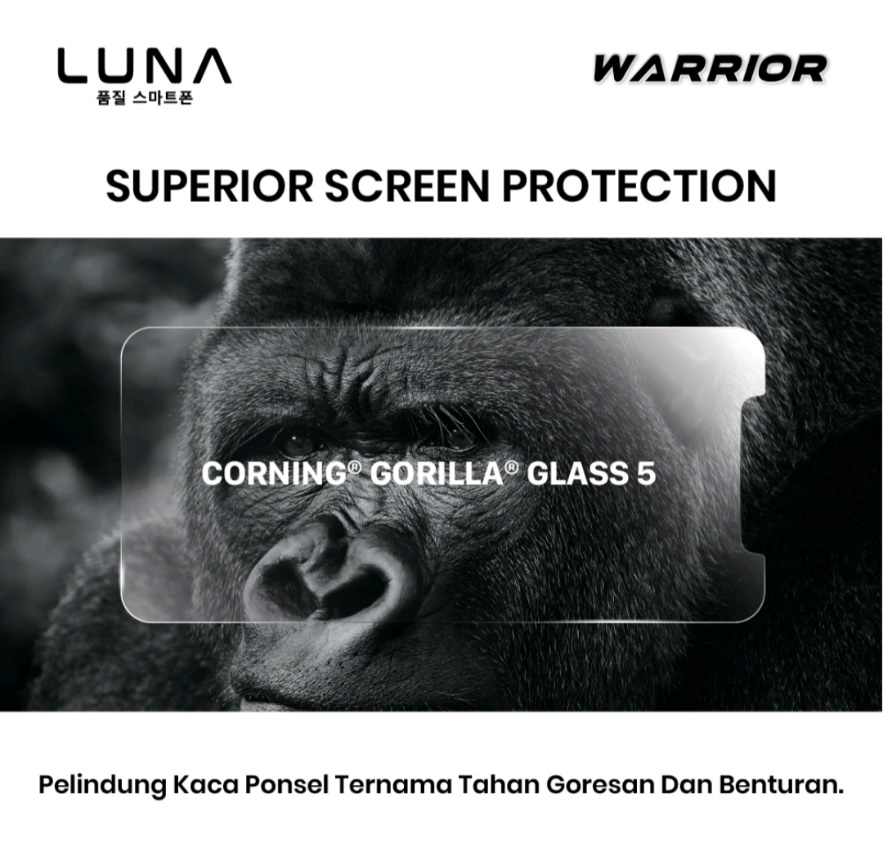 LUNA
품질 스마트폰
WARRIOR
SUPERIOR SCREEN PROTECTION
CORNING® GORILLA® GLASS 5
Pelindung Kaca Ponsel Ternama Tahan Goresan Dan Benturan.